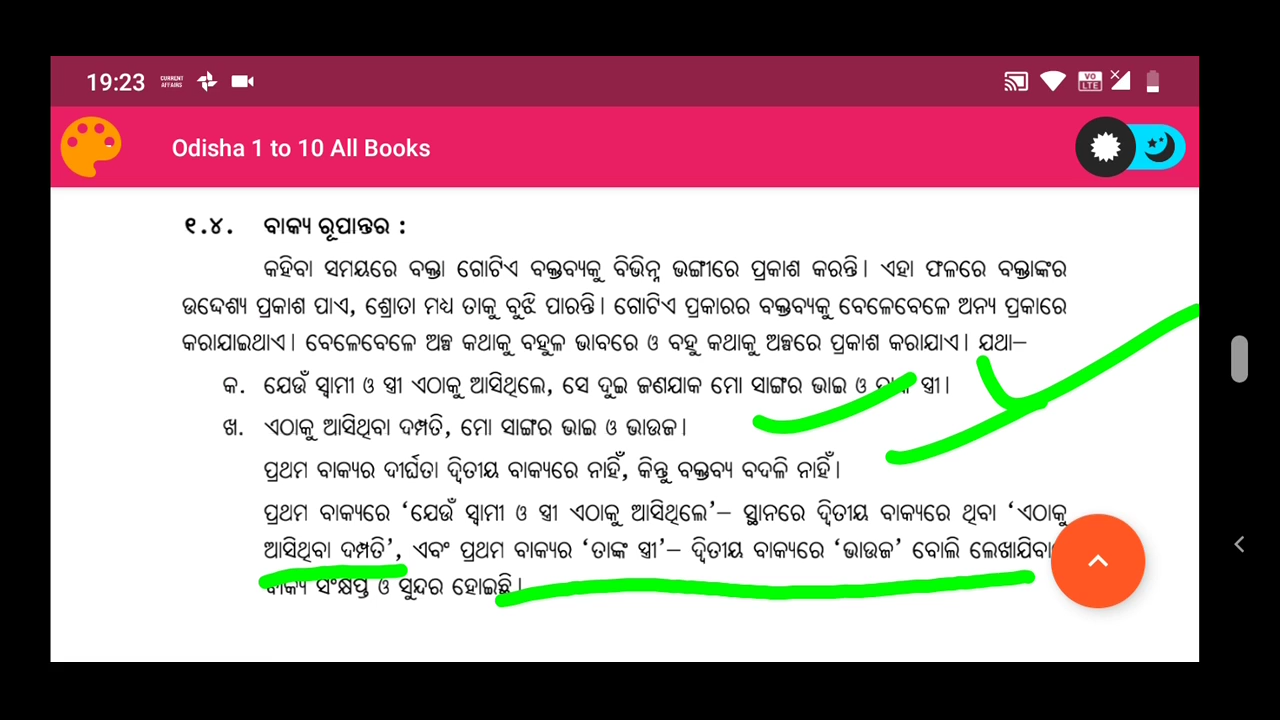 19:23 CURRENT AFFAIRS VO LTE
Odisha 1 to 10 All Books
୧.୪. ବାକ୍ୟ ରୂପାନ୍ତର :
କହିବା ସମୟରେ ବକ୍ତା ଗୋଟିଏ ବକ୍ତବ୍ୟକୁ ବିଭିନ୍ନ ଭଙ୍ଗୀରେ ପ୍ରକାଶ କରନ୍ତି। ଏହା ଫଳରେ ବକ୍ତାଙ୍କର
ଉଦ୍ଦେଶ୍ୟ ପ୍ରକାଶ ପାଏ, ଶ୍ରୋତା ମଧ୍ୟ ତାକୁ ବୁଝି ପାରନ୍ତି। ଗୋଟିଏ ପ୍ରକାରର ବକ୍ତବ୍ୟକୁ ବେଳେବେଳେ ଅନ୍ୟ ପ୍ରକାରେ
କରାଯାଇଥାଏ। ବେଳେବେଳେ ଅଳ୍ପ କଥାକୁ ବହୁଳ ଭାବରେ ଓ ବହୁ କଥାକୁ ଅଳ୍ପରେ ପ୍ରକାଶ କରାଯାଏ। ଯଥା–
କ. ଯେଉଁ ସ୍ୱାମୀ ଓ ସ୍ତ୍ରୀ ଏଠାକୁ ଆସିଥିଲେ, ସେ ଦୁଇ ଜଣଯାକ ମୋ ସାଙ୍ଗର ଭାଇ ଓ ସ୍ତ୍ରୀ।
ଖ. ଏଠାକୁ ଆସିଥିବା ଦମ୍ପତି, ମୋ ସାଙ୍ଗର ଭାଇ ଓ ଭାଉଜ।
ପ୍ରଥମ ବାକ୍ୟର ଦୀର୍ଘତା ଦ୍ୱିତୀୟ ବାକ୍ୟରେ ନାହିଁ, କିନ୍ତୁ ବକ୍ତବ୍ୟ ବଦଳି ନାହିଁ।
ପ୍ରଥମ ବାକ୍ୟରେ ‘ଯେଉଁ ସ୍ୱାମୀ ଓ ସ୍ତ୍ରୀ ଏଠାକୁ ଆସିଥିଲେ’– ସ୍ଥାନରେ ଦ୍ୱିତୀୟ ବାକ୍ୟରେ ଥିବା ‘ଏଠାକୁ
ଆସିଥିବା ଦମ୍ପତି’, ଏବଂ ପ୍ରଥମ ବାକ୍ୟର ‘ତାଙ୍କ ସ୍ତ୍ରୀ’– ଦ୍ୱିତୀୟ ବାକ୍ୟରେ ‘ଭାଉଜ’ ବୋଲି
ବାକ୍ୟ ସଂକ୍ଷିପ୍ତ ଓ ସୁନ୍ଦର ହୋଇଛି।